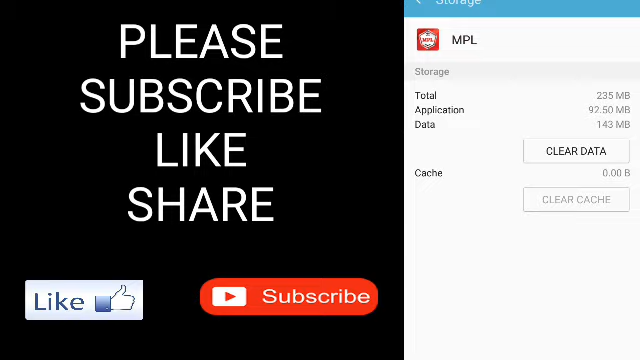 PLEASE
SUBSCRIBE
LIKE
SHARE
Like
Subscribe
Storage
MPL
MPL
Storage
Total 235 MB
Application 92.50 MB
Data 143 MB
CLEAR DATA
Cache 0.00 B
CLEAR CACHE